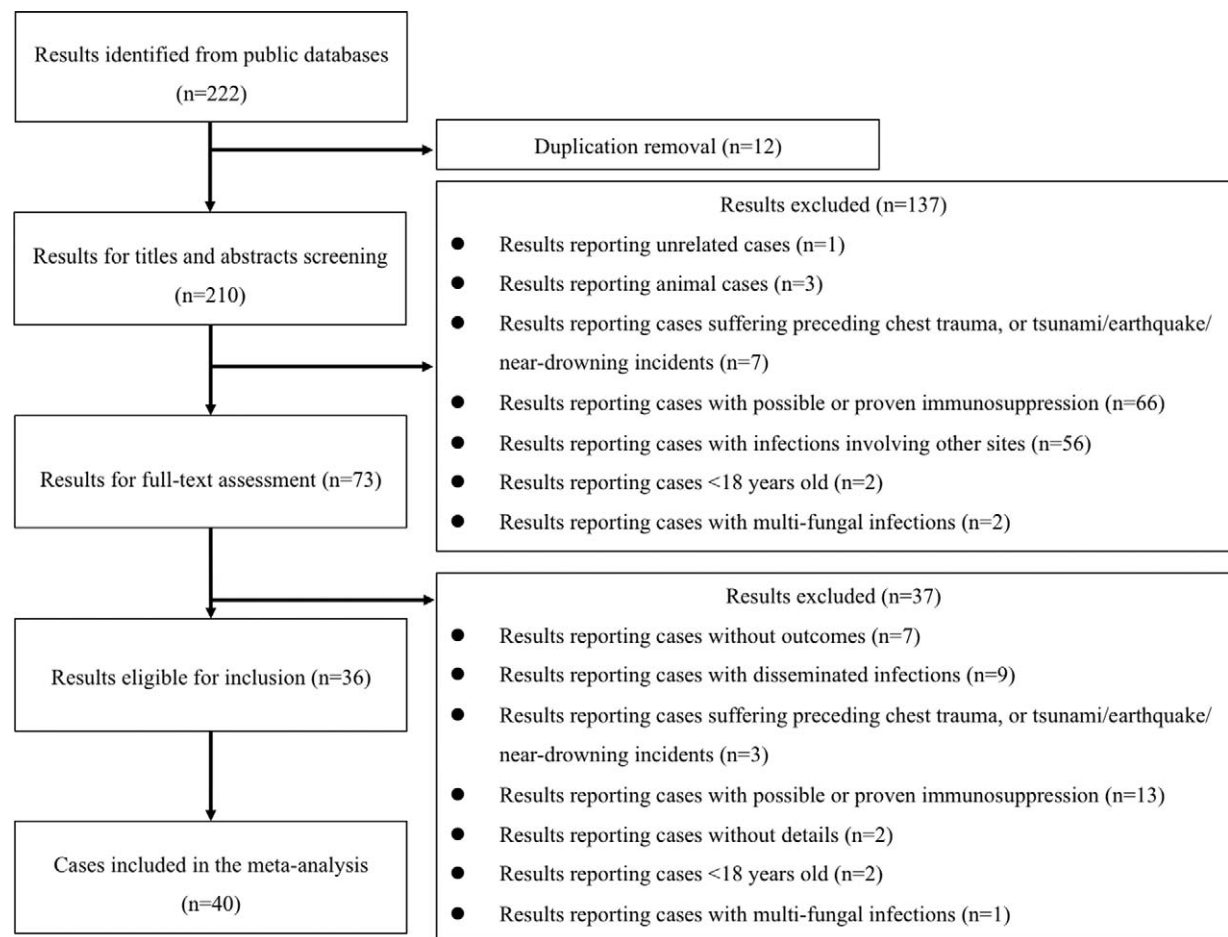 Results identified from public databases
(n=222)
Duplication removal (n=12)
Results for titles and abstracts screening
(n=210)
Results excluded (n=137)
● Results reporting unrelated cases (n=1)
● Results reporting animal cases (n=3)
● Results reporting cases suffering preceding chest trauma, or tsunami/earthquake/
near-drowning incidents (n=7)
● Results reporting cases with possible or proven immunosuppression (n=66)
● Results reporting cases with infections involving other sites (n=56)
● Results reporting cases <18 years old (n=2)
● Results reporting cases with multi-fungal infections (n=2)
Results for full-text assessment (n=73)
Results excluded (n=37)
● Results reporting cases without outcomes (n=7)
● Results reporting cases with disseminated infections (n=9)
● Results reporting cases suffering preceding chest trauma, or tsunami/earthquake/
near-drowning incidents (n=3)
● Results reporting cases with possible or proven immunosuppression (n=13)
● Results reporting cases without details (n=2)
● Results reporting cases <18 years old (n=2)
● Results reporting cases with multi-fungal infections (n=1)
Results eligible for inclusion (n=36)
Cases included in the meta-analysis
(n=40)